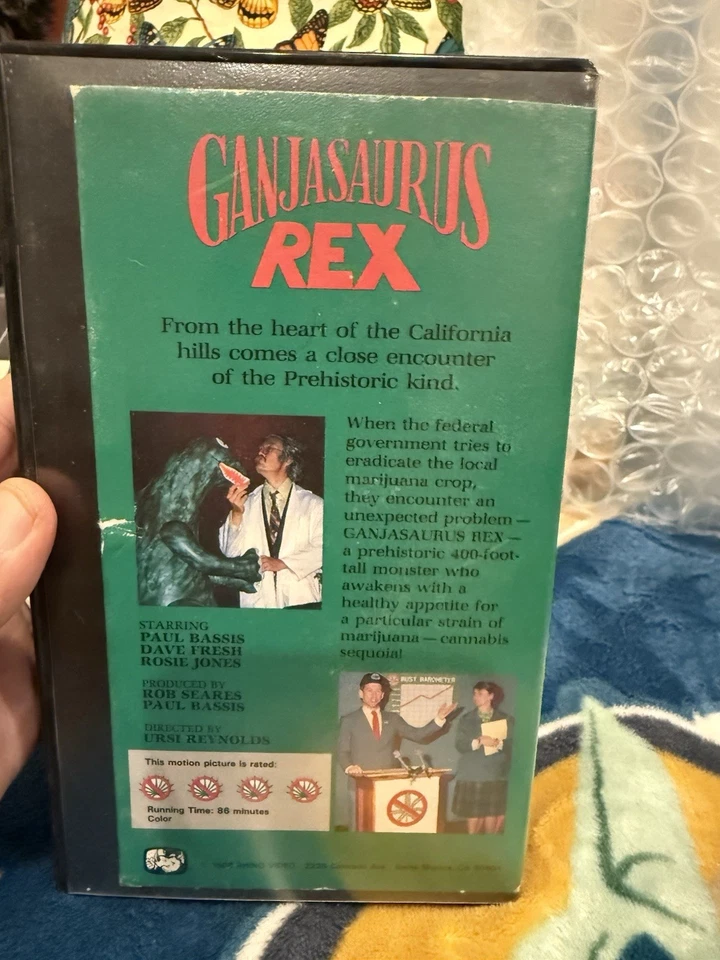 GANJASAURUS
REX
From the heart of the California
hills comes a close encounter
of the Prehistoric kind.
When the federal
government tries to
eradicate the local
marijuana crop,
they encounter an
unexpected problem —
GANJASAURUS REX —
a prehistoric 400-foot-
tall monster who
awakens with a
healthy appetite for
a particular strain of
marijuana — cannabis
sequoia!
STARRING
PAUL BASSIS
DAVE FRESH
ROSIE JONES
PRODUCED BY
ROB SEARES
PAUL BASSIS
DIRECTED BY
URSI REYNOLDS
BUST BAROMETER
This motion picture is rated:
Running Time: 86 minutes
Color